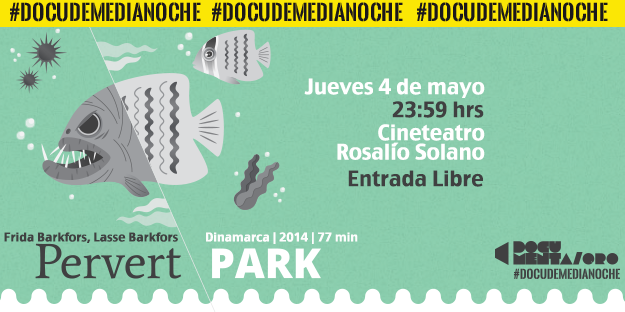 #DOCUDEMEDIANOCHE #DOCUDEMEDIANOCHE #DOCUDEMEDIANOCHE
Jueves 4 de mayo
23:59 hrs
Cineteatro
Rosalío Solano
Entrada Libre
Frida Barkfors, Lasse Barkfors
Pervert
Dinamarca | 2014 | 77 min
PARK
DOCU
MENTA/QRO
#DOCUDEMEDIANOCHE